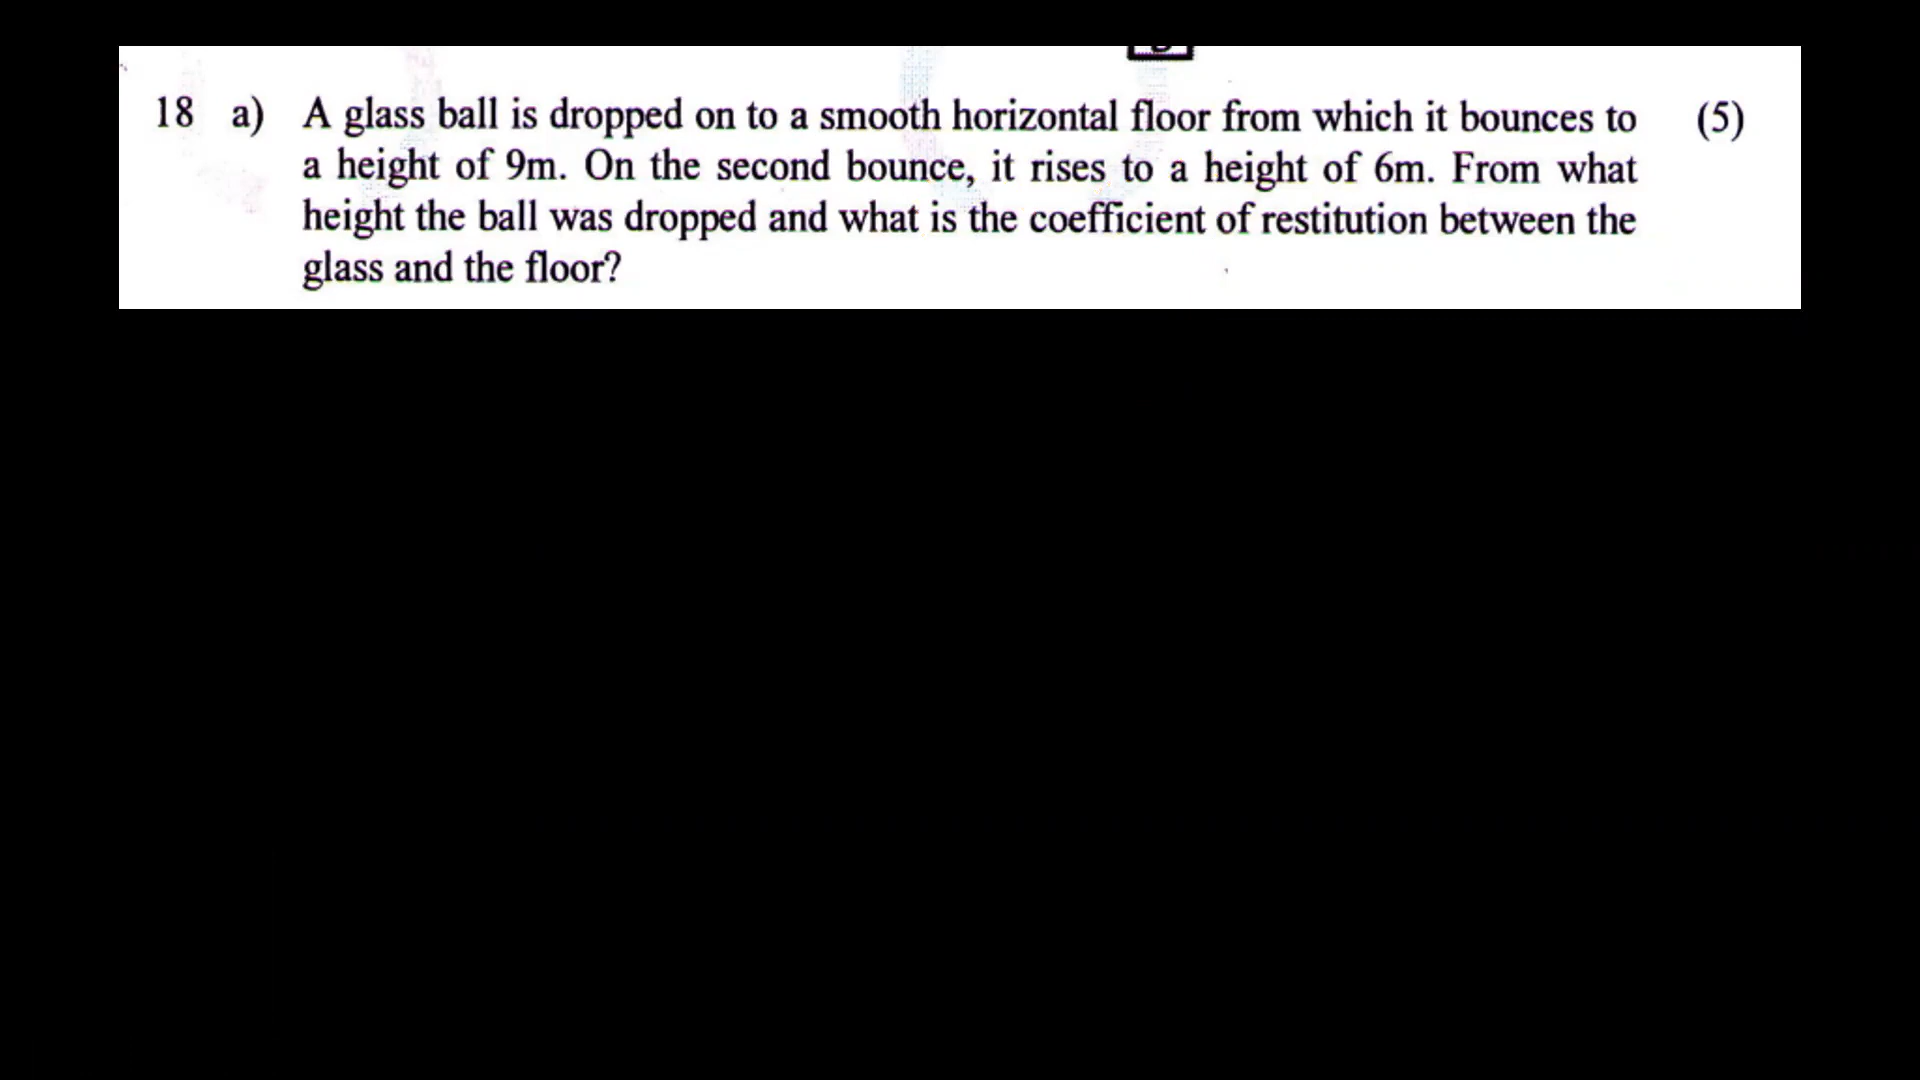 18 a) A glass ball is dropped on to a smooth horizontal floor from which it bounces to (5)
a height of 9m. On the second bounce, it rises to a height of 6m. From what
height the ball was dropped and what is the coefficient of restitution between the
glass and the floor?